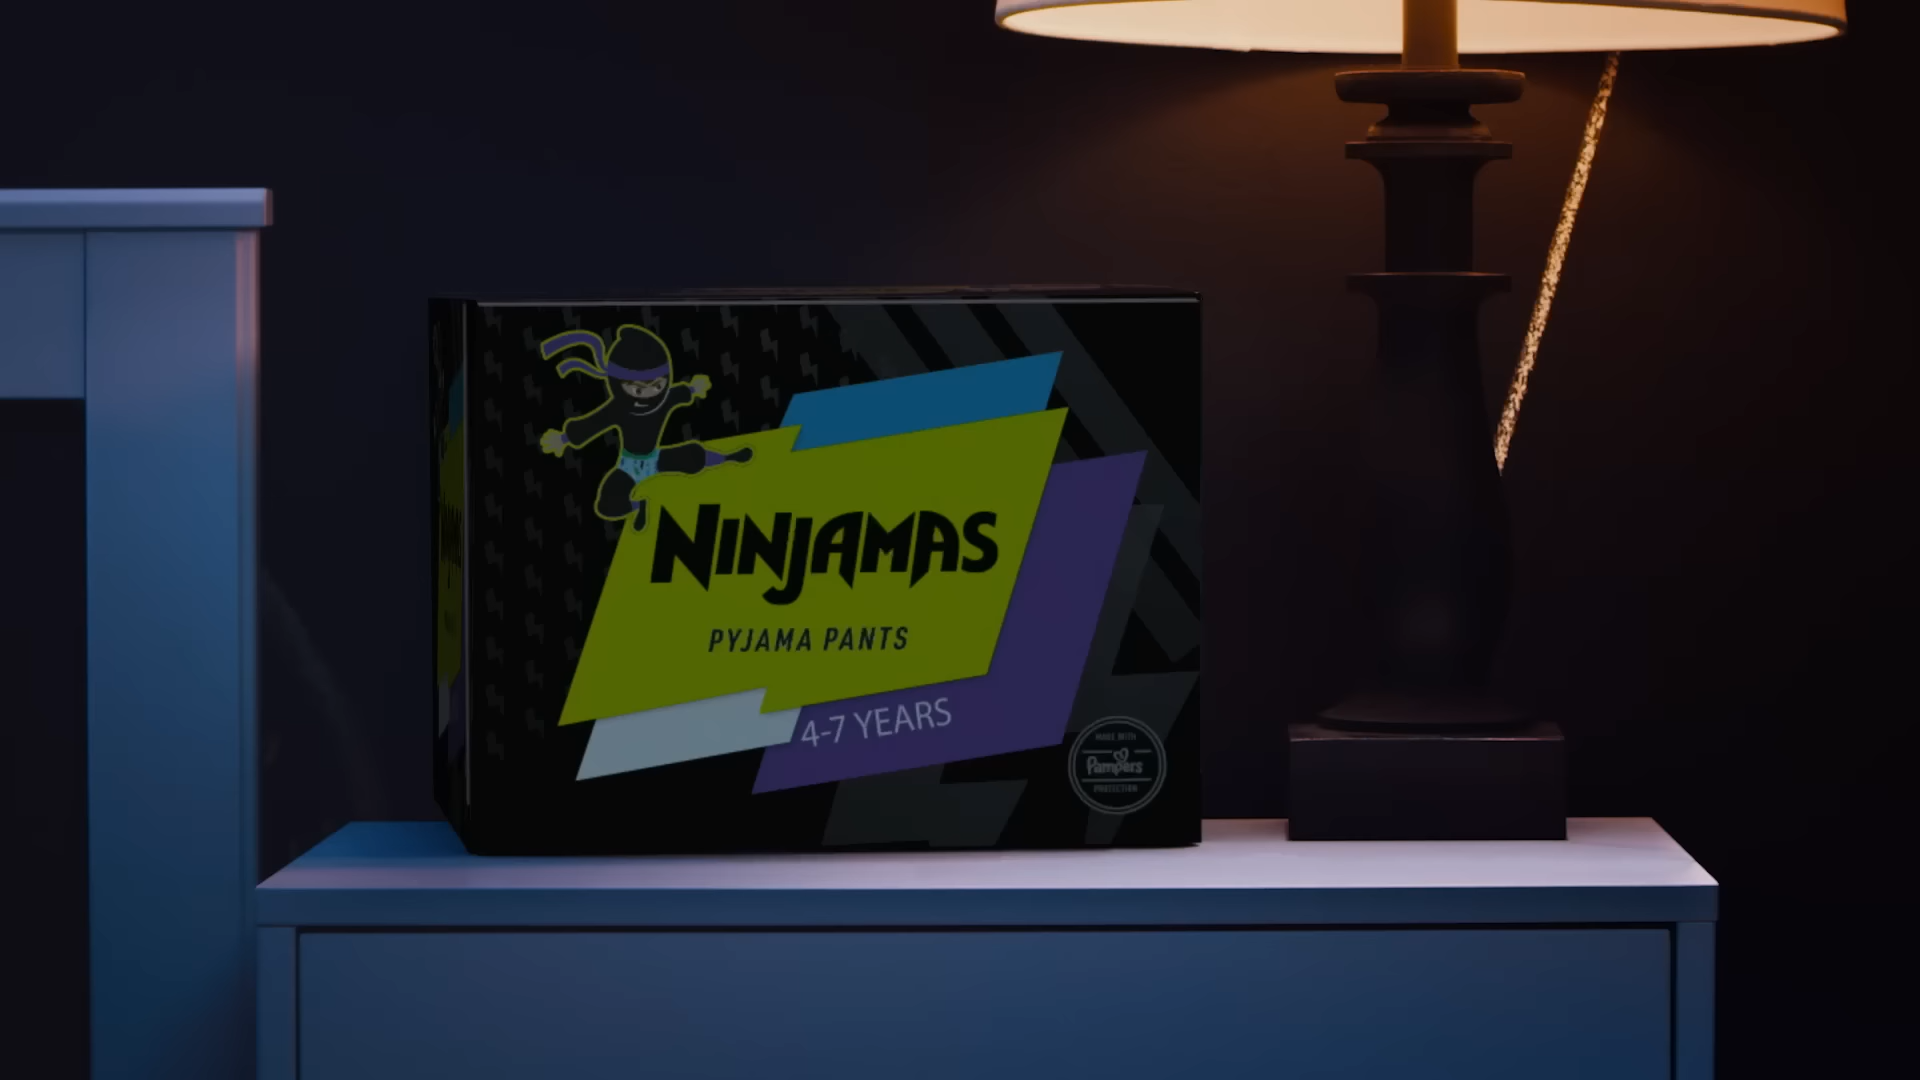 NINJAMAS
PYJAMA PANTS
4-7 YEARS
MADE WITH
Pampers
PROTECTION